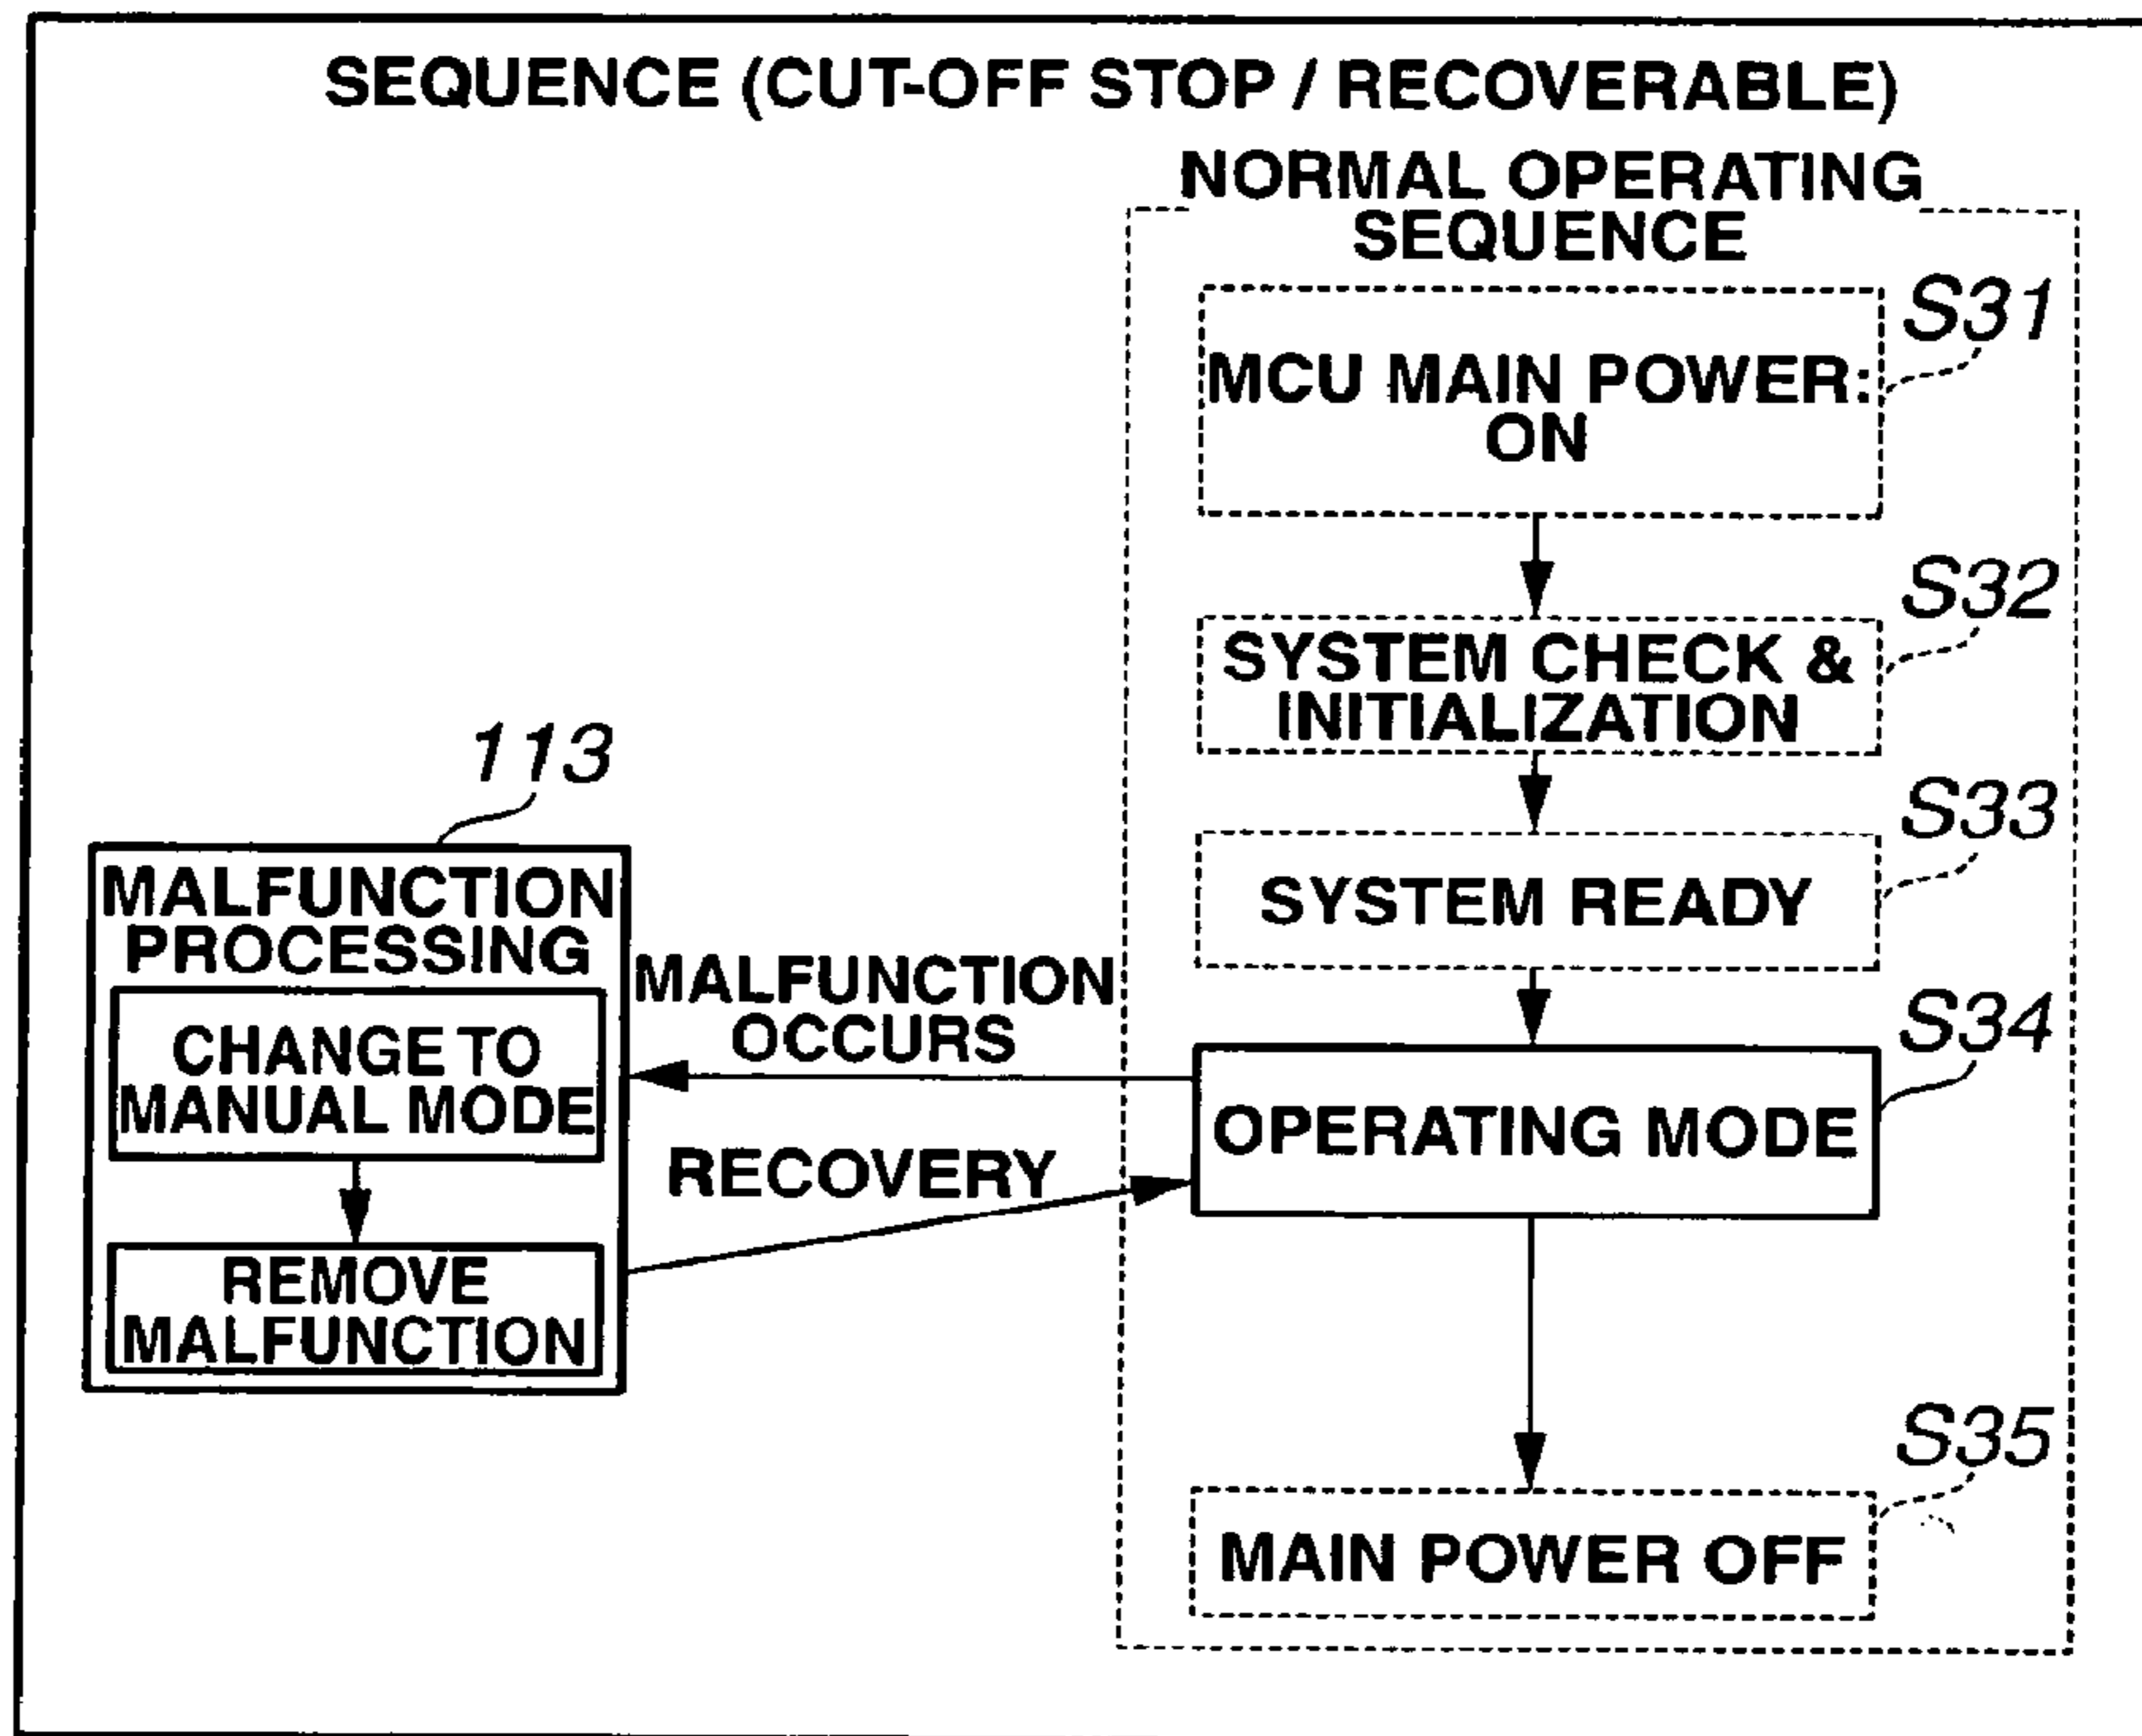 SEQUENCE (CUT-OFF STOP / RECOVERABLE)
NORMAL OPERATING
SEQUENCE
S31
MCU MAIN POWER:
ON
S32
SYSTEM CHECK &
INITIALIZATION
S33
SYSTEM READY
113
MALFUNCTION
PROCESSING
CHANGE TO
MANUAL MODE
REMOVE
MALFUNCTION
MALFUNCTION
OCCURS
RECOVERY
S34
OPERATING MODE
S35
MAIN POWER OFF